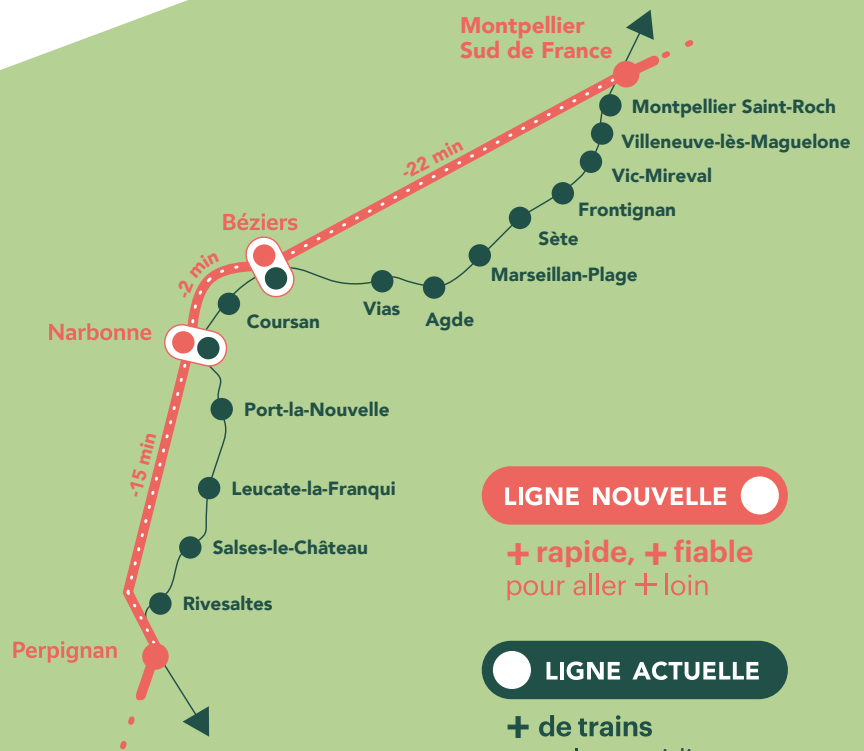 Montpellier
Sud de France
Montpellier Saint-Roch
Villeneuve-lès-Maguelone
-22 min
Vic-Mireval
Frontignan
Béziers
Sète
-2 min
Marseillan-Plage
Vias
Agde
Coursan
Narbonne
Port-la-Nouvelle
-15 min
Leucate-la-Franqui
Salses-le-Château
Rivesaltes
Perpignan
LIGNE NOUVELLE
+ rapide, + fiable
pour aller + loin
LIGNE ACTUELLE
+ de trains